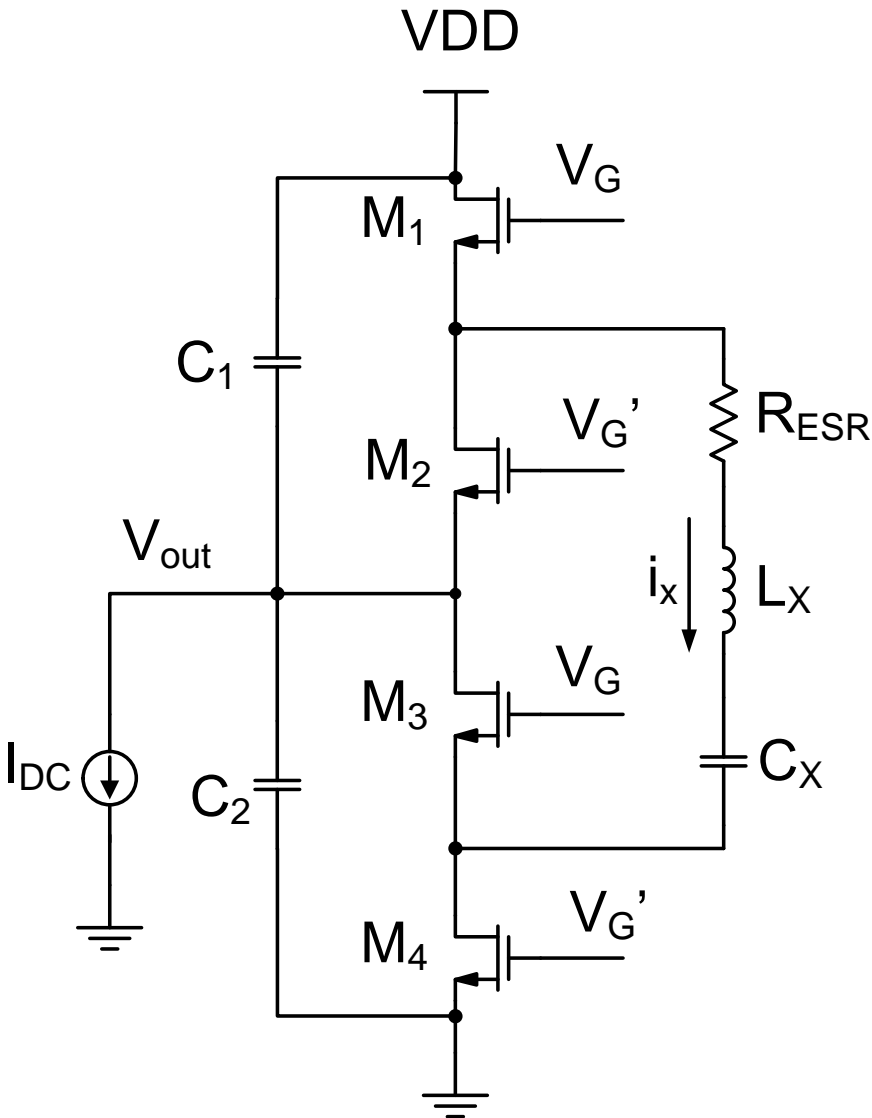 VDD
V_G
M_1
C_1
R_ESR
V_G’
M_2
V_out
i_x
L_X
V_G
M_3
I_DC
C_2
C_X
V_G’
M_4